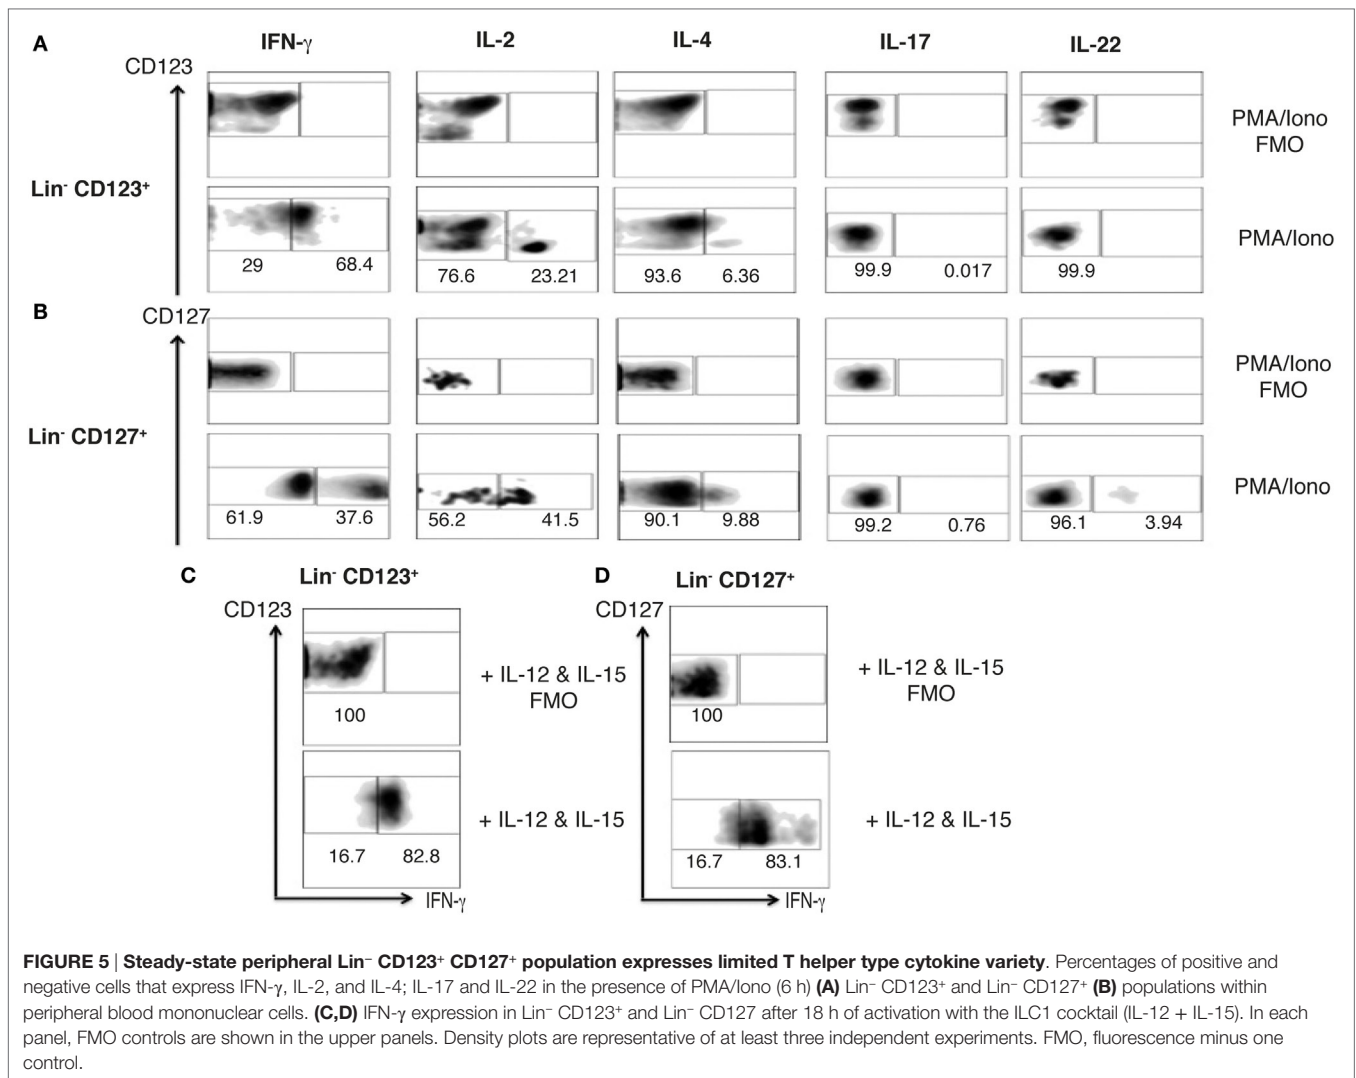 A
IFN-γ
IL-2
IL-4
IL-17
IL-22
CD123
PMA/Iono
FMO
Lin⁻ CD123⁺
PMA/Iono
29
68.4
76.6
23.21
93.6
6.36
99.9
0.017
99.9
B
CD127
PMA/Iono
FMO
Lin⁻ CD127⁺
PMA/Iono
61.9
37.6
56.2
41.5
90.1
9.88
99.2
0.76
96.1
3.94
C
Lin⁻ CD123⁺
CD123
+ IL-12 & IL-15
FMO
100
+ IL-12 & IL-15
16.7
82.8
IFN-γ
D
Lin⁻ CD127⁺
CD127
+ IL-12 & IL-15
FMO
100
+ IL-12 & IL-15
16.7
83.1
IFN-γ
FIGURE 5 | Steady-state peripheral Lin⁻ CD123⁺ CD127⁺ population expresses limited T helper type cytokine variety. Percentages of positive and
negative cells that express IFN-γ, IL-2, and IL-4; IL-17 and IL-22 in the presence of PMA/Iono (6 h) (A) Lin⁻ CD123⁺ and Lin⁻ CD127⁺ (B) populations within
peripheral blood mononuclear cells. (C,D) IFN-γ expression in Lin⁻ CD123⁺ and Lin⁻ CD127 after 18 h of activation with the ILC1 cocktail (IL-12 + IL-15). In each
panel, FMO controls are shown in the upper panels. Density plots are representative of at least three independent experiments. FMO, fluorescence minus one
control.